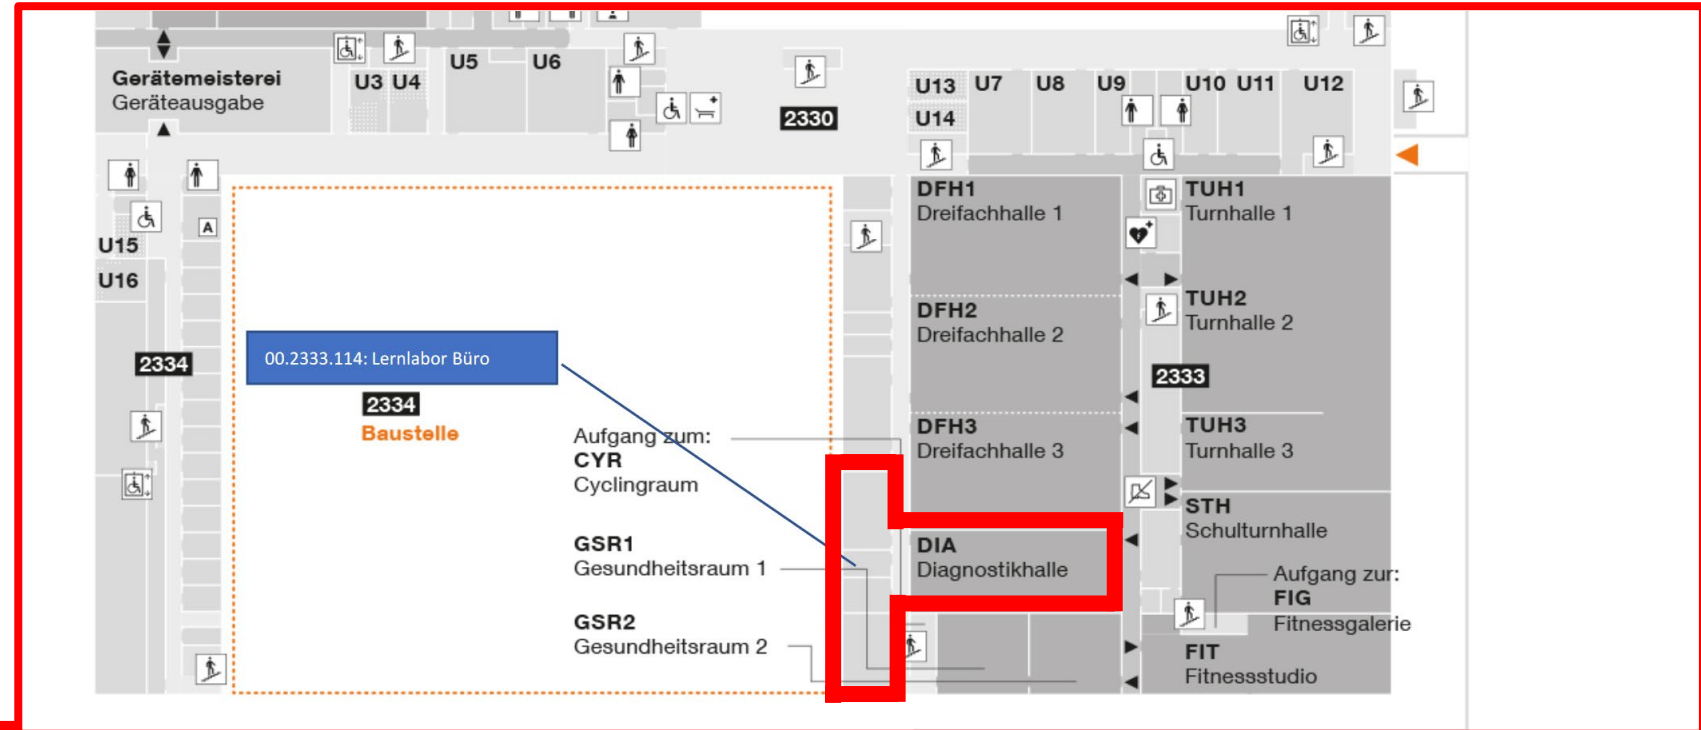 Gerätemeisterei
Geräteausgabe
U3 U4
U5
U6
2330
U13
U14
U7
U8
U9
U10
U11
U12
U15
U16
A
2334
00.2333.114: Lernlabor Büro
2334
Baustelle
Aufgang zum:
CYR
Cyclingraum
GSR1
Gesundheitsraum 1
GSR2
Gesundheitsraum 2
DFH1
Dreifachhalle 1
DFH2
Dreifachhalle 2
DFH3
Dreifachhalle 3
DIA
Diagnostikhalle
2333
TUH1
Turnhalle 1
TUH2
Turnhalle 2
TUH3
Turnhalle 3
STH
Schulturnhalle
Aufgang zur:
FIG
Fitnessgalerie
FIT
Fitnessstudio